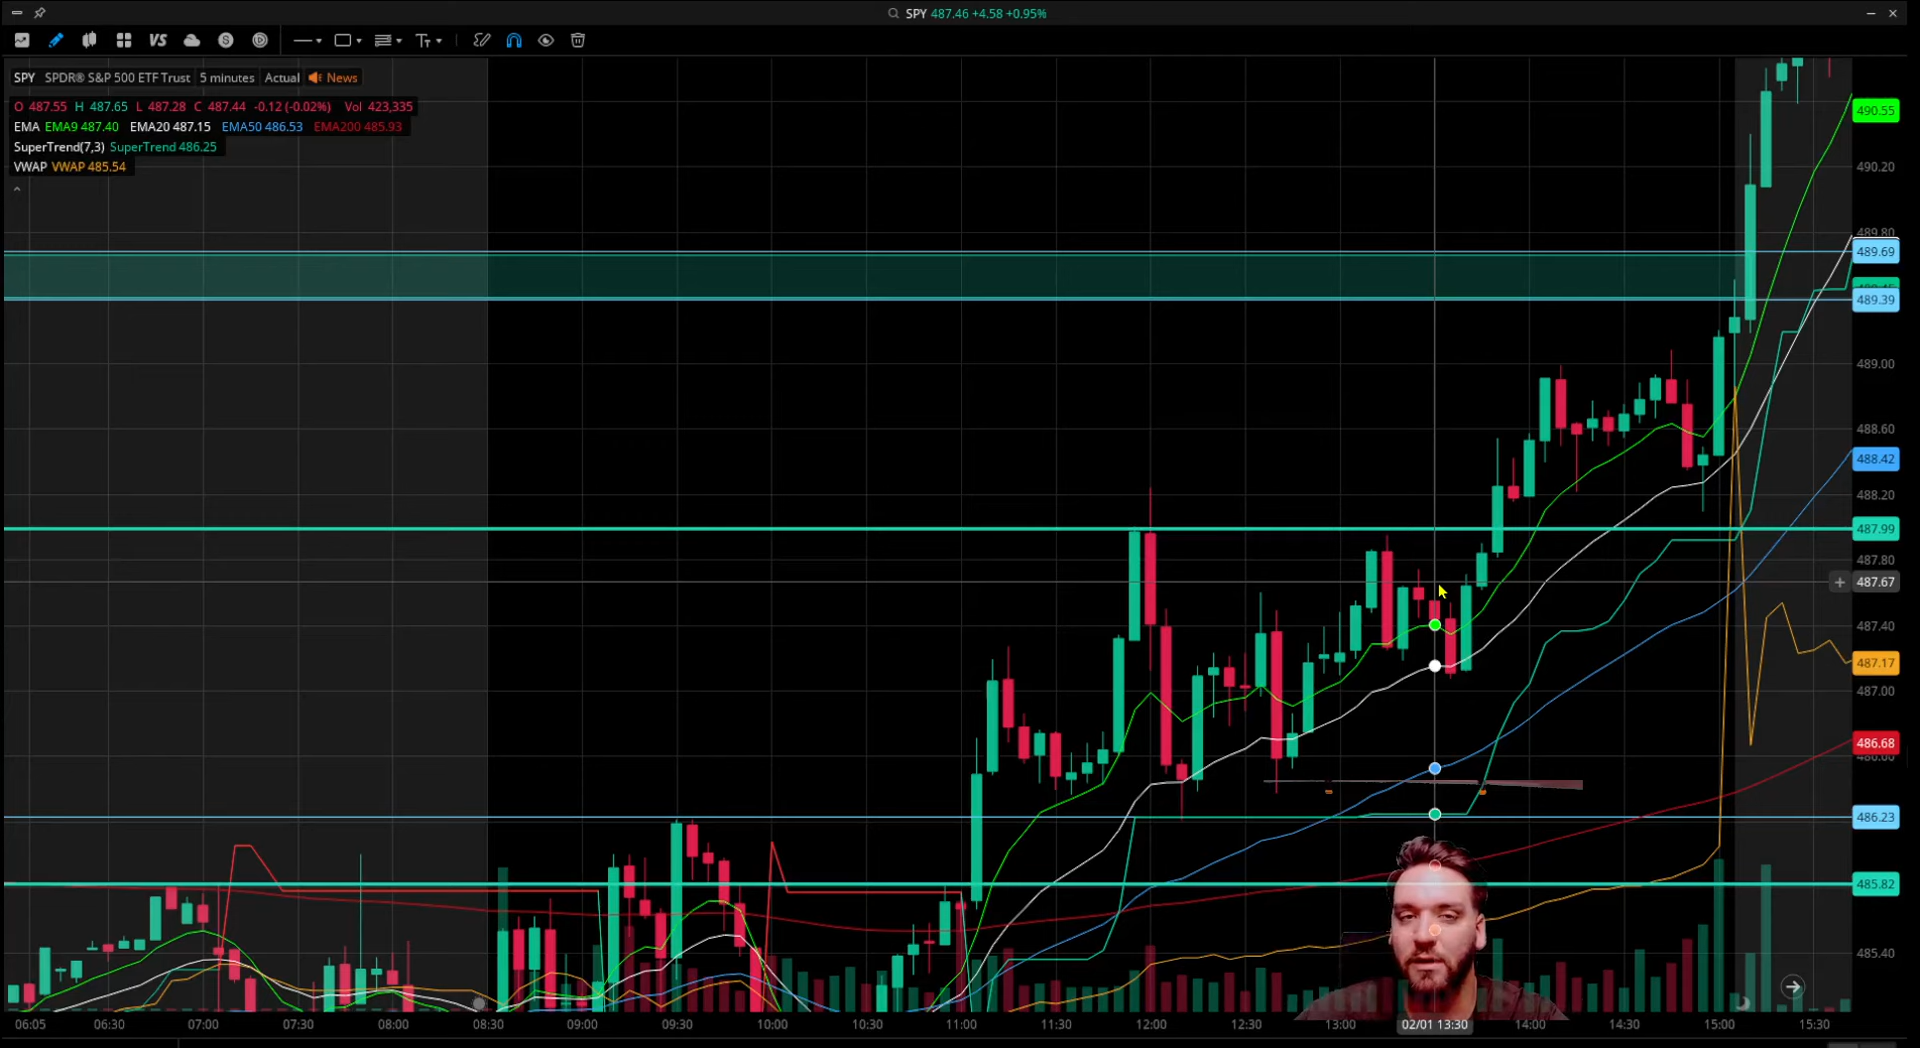 SPY 487.46 +4.58 +0.95%
VS S T
SPY SPDR® S&P 500 ETF Trust 5 minutes Actual News
O 487.55 H 487.65 L 487.28 C 487.44 -0.12 (-0.02%) Vol 423,335
EMA EMA9 487.40 EMA20 487.15 EMA50 486.53 EMA200 485.93
SuperTrend(7,3) SuperTrend 486.25
VWAP VWAP 485.54
490.55
490.20
489.80
489.69
489.39
489.00
488.60
488.42
488.20
487.99
487.80
487.67
487.40
487.17
487.00
486.68
486.23
485.82
485.40
06:05 06:30 07:00 07:30 08:00 08:30 09:00 09:30 10:00 10:30 11:00 11:30 12:00 12:30 13:00 02/01 13:30 14:00 14:30 15:00 15:30